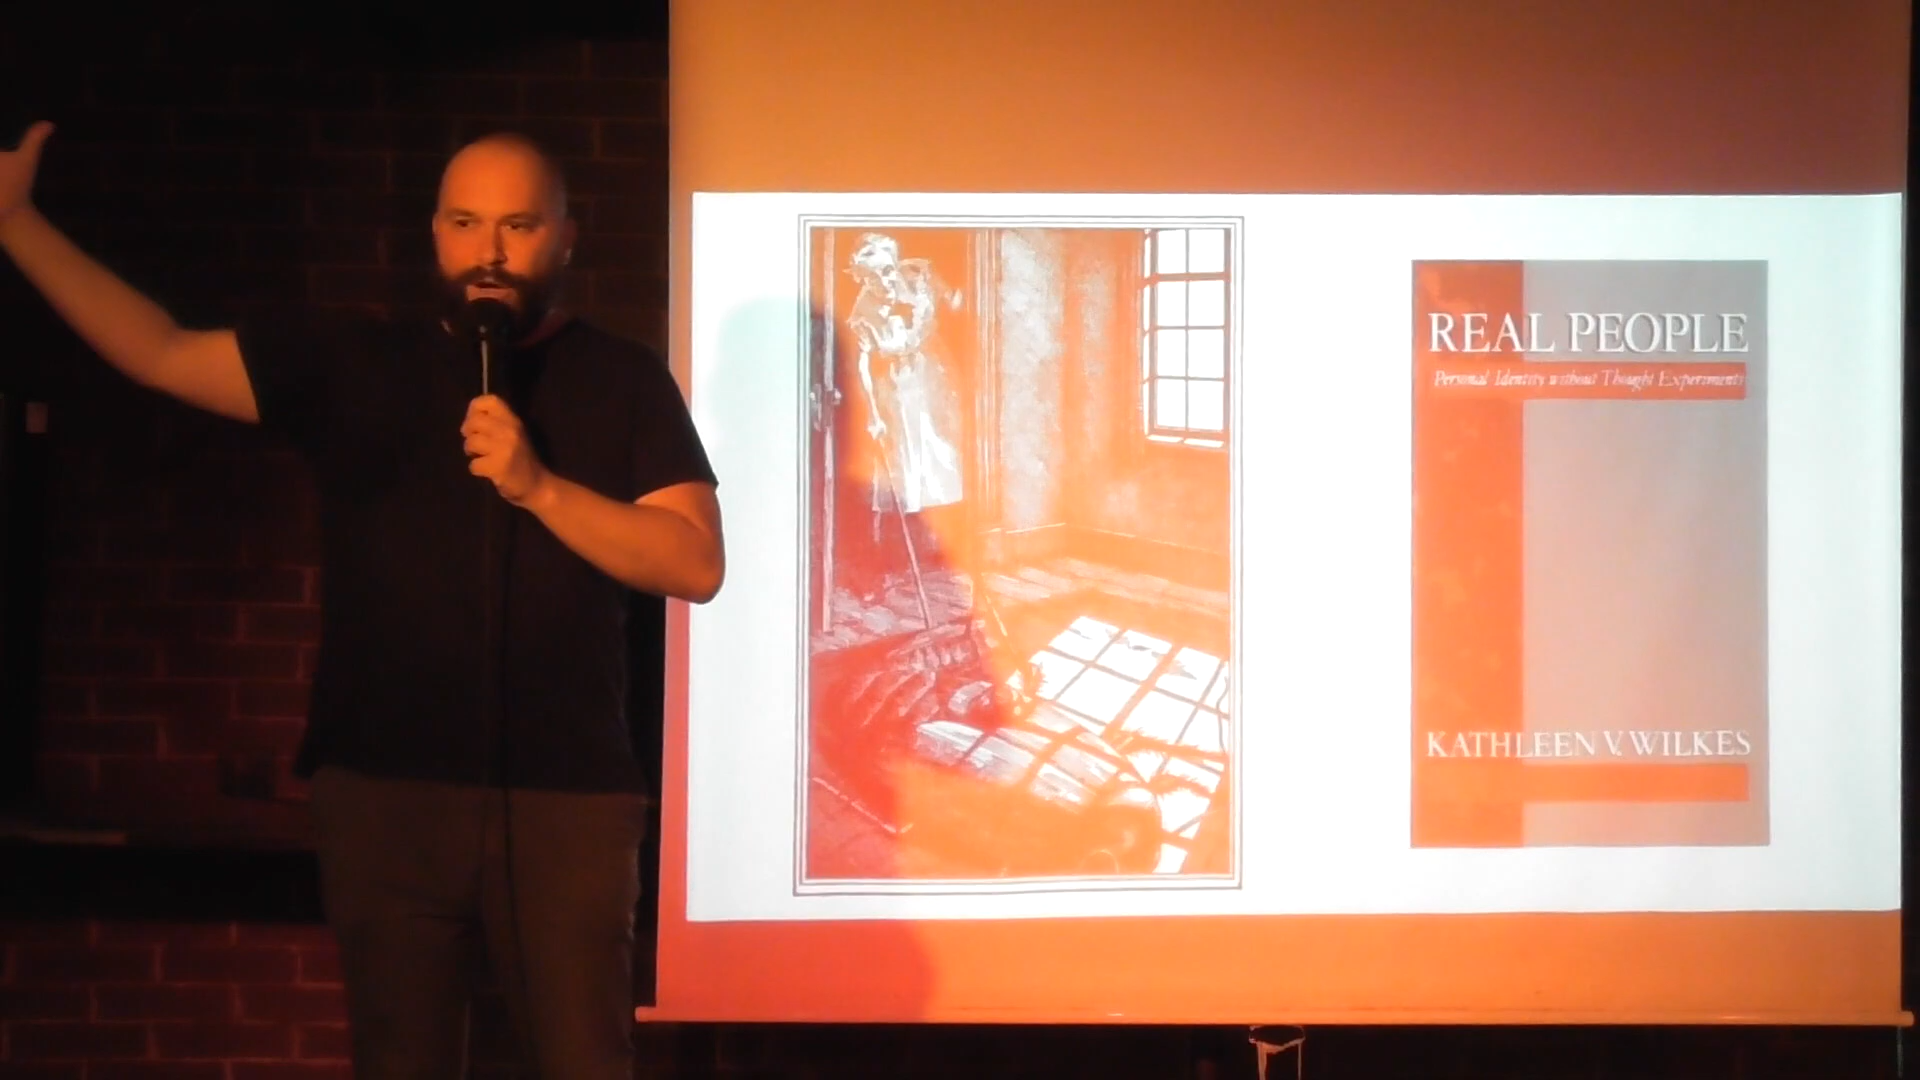 REAL PEOPLE
Personal Identity without Thought Experiments
KATHLEEN V. WILKES